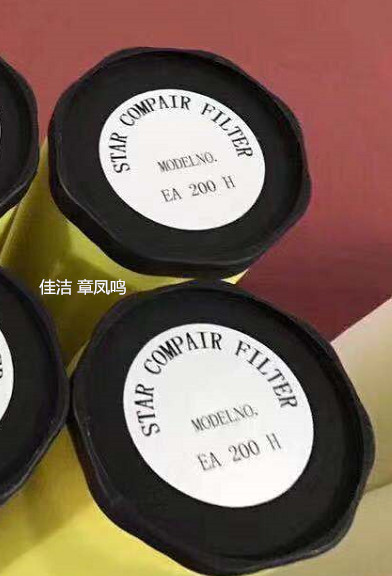 STAR COMPAIR FILTER
MODELNO.
EA 200 H
佳洁 章凤鸣
STAR COMPAIR FILTER
MODELNO.
EA 200 H